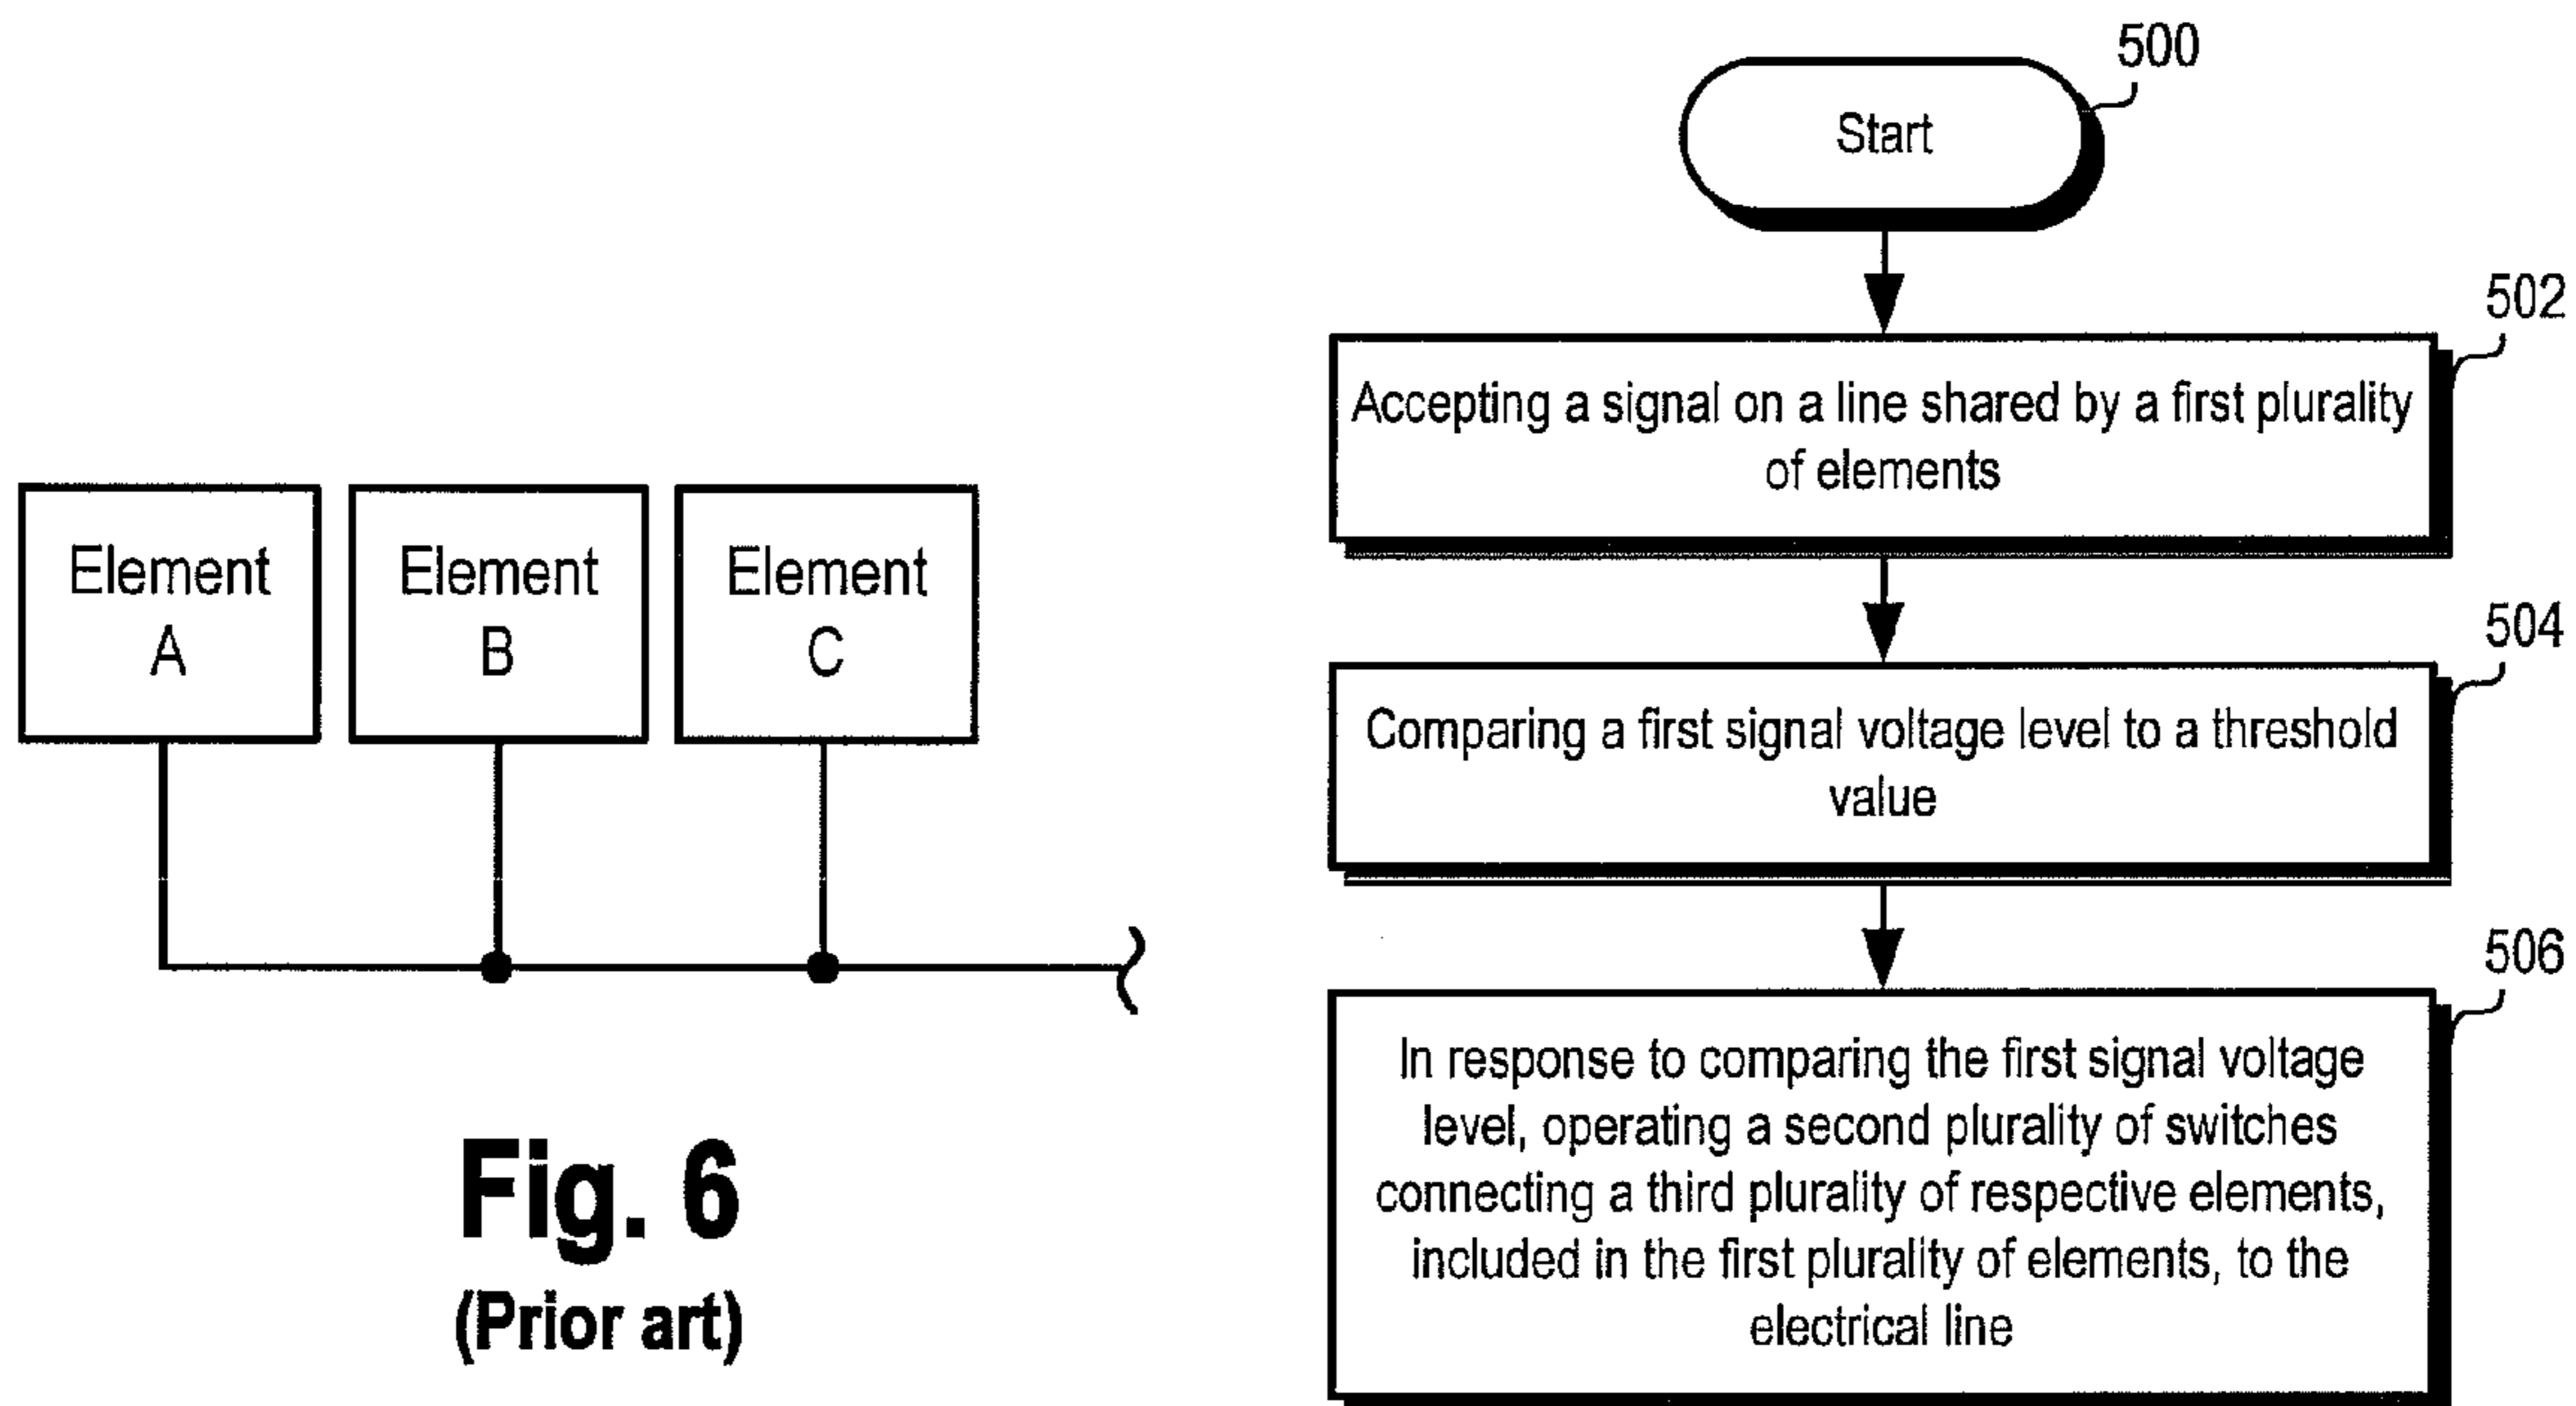 Element
A
Element
B
Element
C
Fig. 6
(Prior art)
500
Start
502
Accepting a signal on a line shared by a first plurality
of elements
504
Comparing a first signal voltage level to a threshold
value
506
In response to comparing the first signal voltage
level, operating a second plurality of switches
connecting a third plurality of respective elements,
included in the first plurality of elements, to the
electrical line